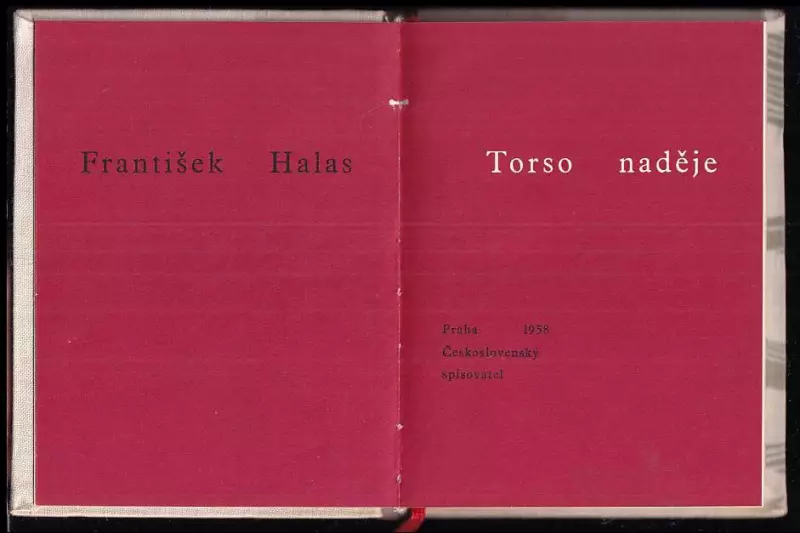 František Halas
Torso naděje
Praha 1958
Československý
spisovatel